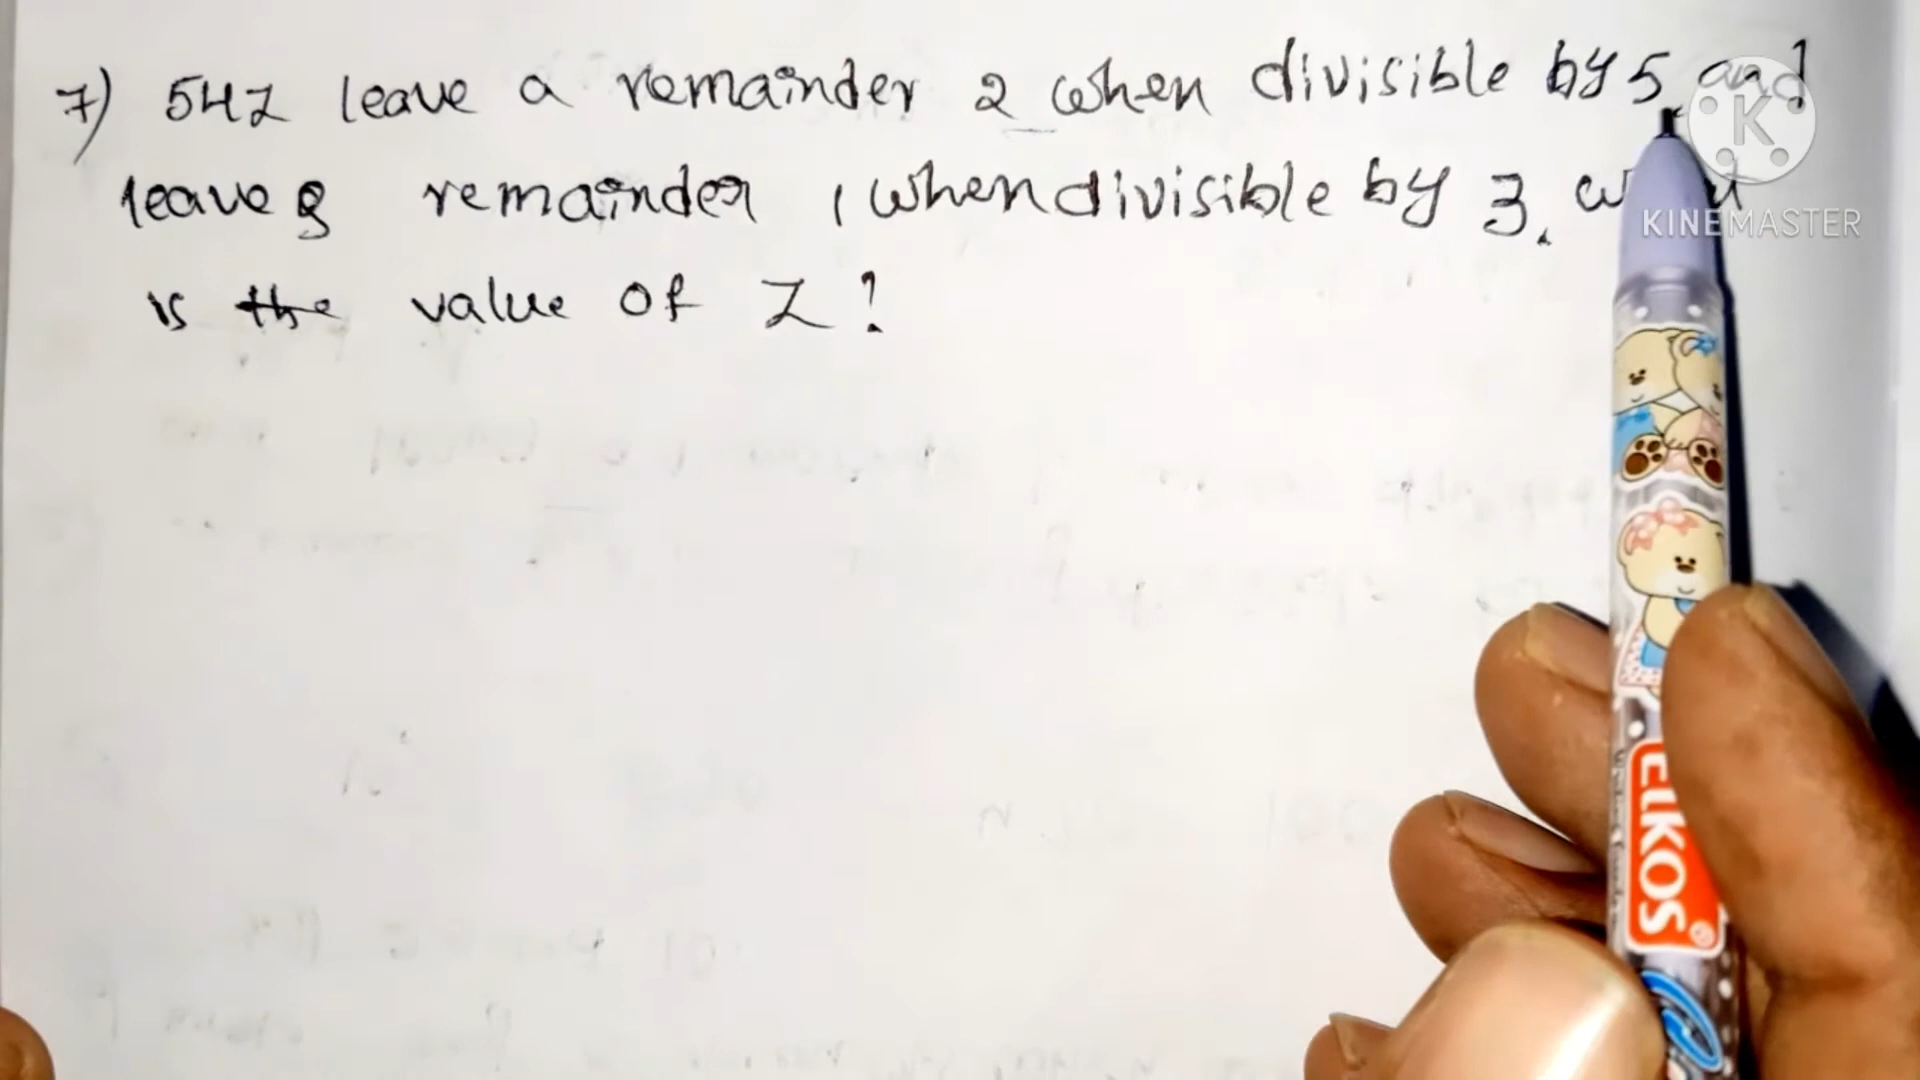 7) 54Z leave a remainder 2 when divisible by 5 and
leave a remainder 1 when divisible by 3.
is the value of Z?
K
KINEMASTER
ELKOS